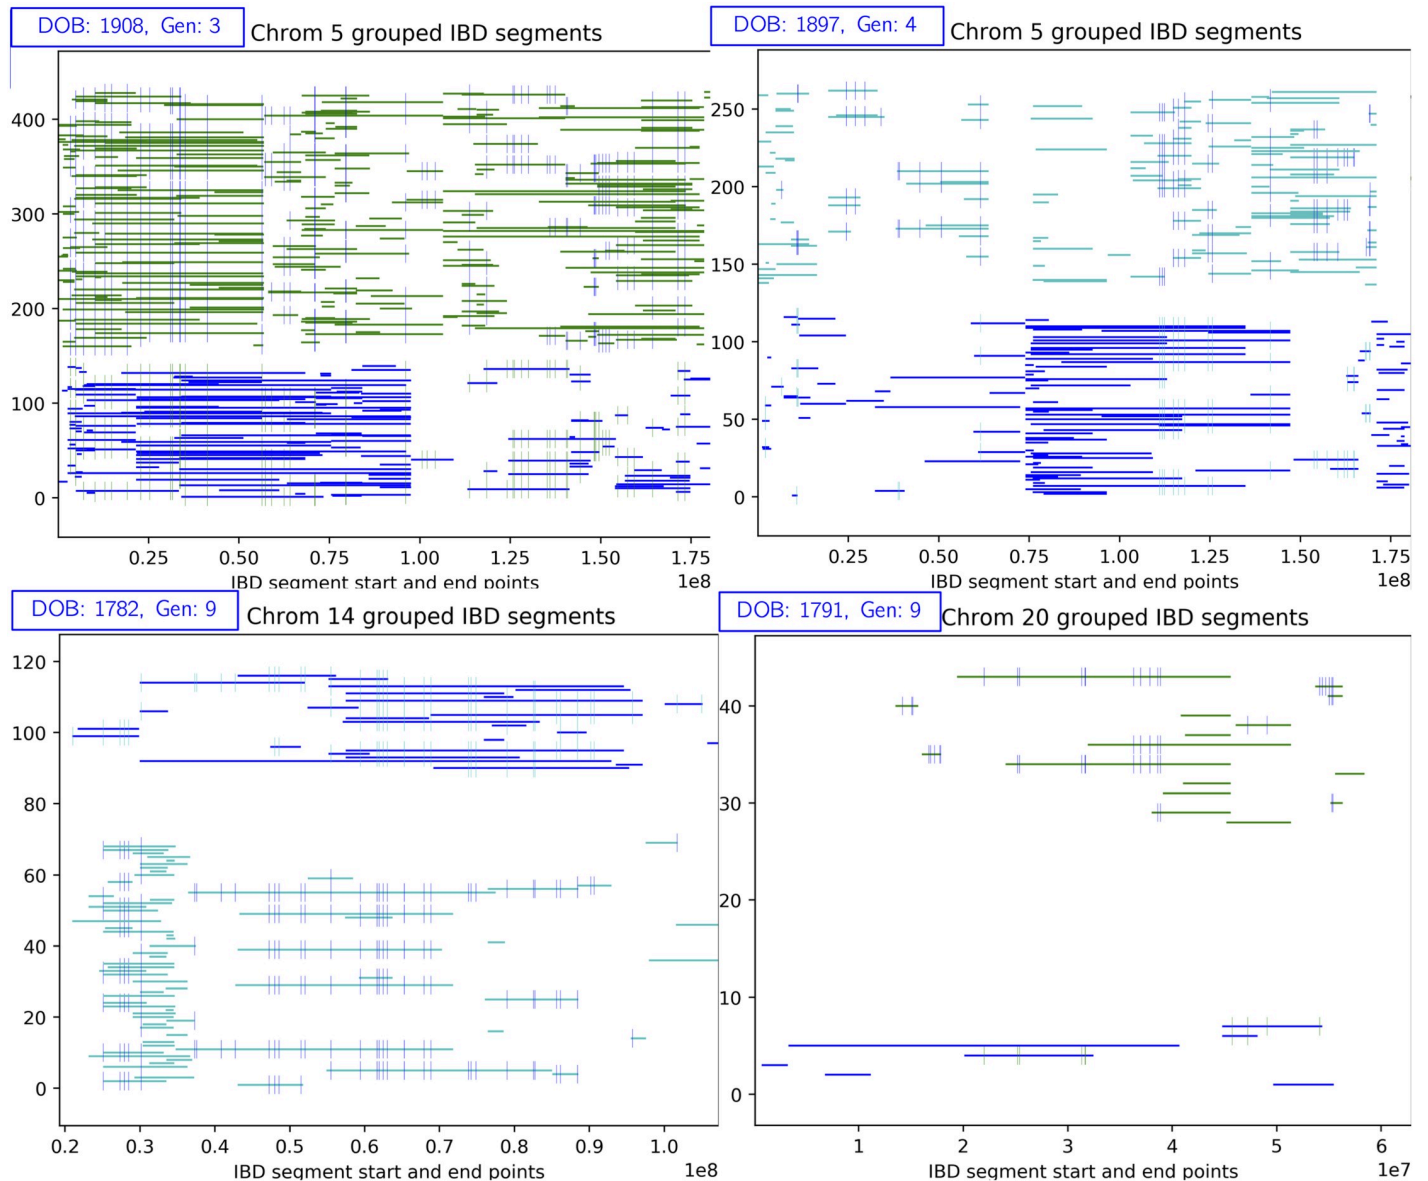 DOB: 1908, Gen: 3
Chrom 5 grouped IBD segments
400
300
200
100
0
0.25 0.50 0.75 1.00 1.25 1.50 1.75
IBD segment start and end points
1e8
DOB: 1897, Gen: 4
Chrom 5 grouped IBD segments
250
200
150
100
50
0
0.25 0.50 0.75 1.00 1.25 1.50 1.75
IBD segment start and end points
1e8
DOB: 1782, Gen: 9
Chrom 14 grouped IBD segments
120
100
80
60
40
20
0
0.2 0.3 0.4 0.5 0.6 0.7 0.8 0.9 1.0
IBD segment start and end points
1e8
DOB: 1791, Gen: 9
Chrom 20 grouped IBD segments
40
30
20
10
0
1 2 3 4 5 6
IBD segment start and end points
1e7